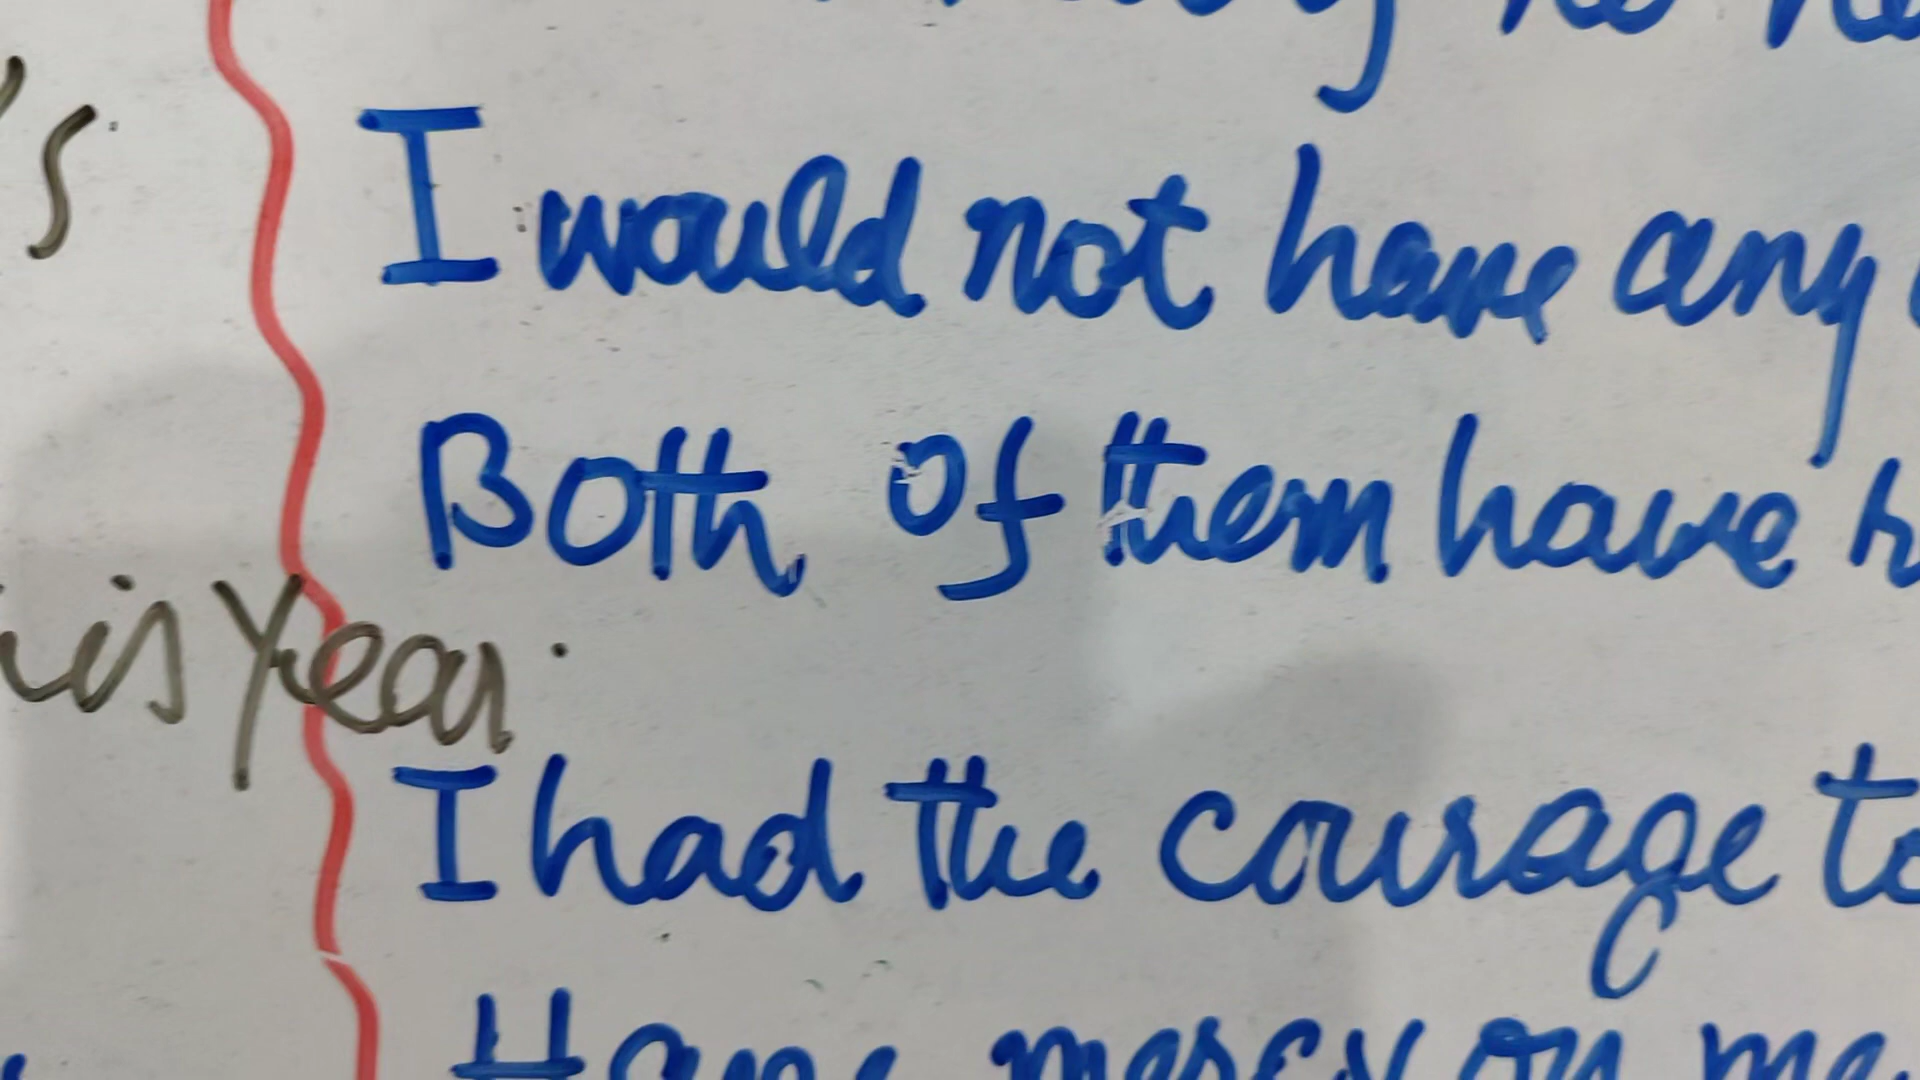 's
I would not have any
Both of them have
is Year.
I had the courage to
Have mercy on me